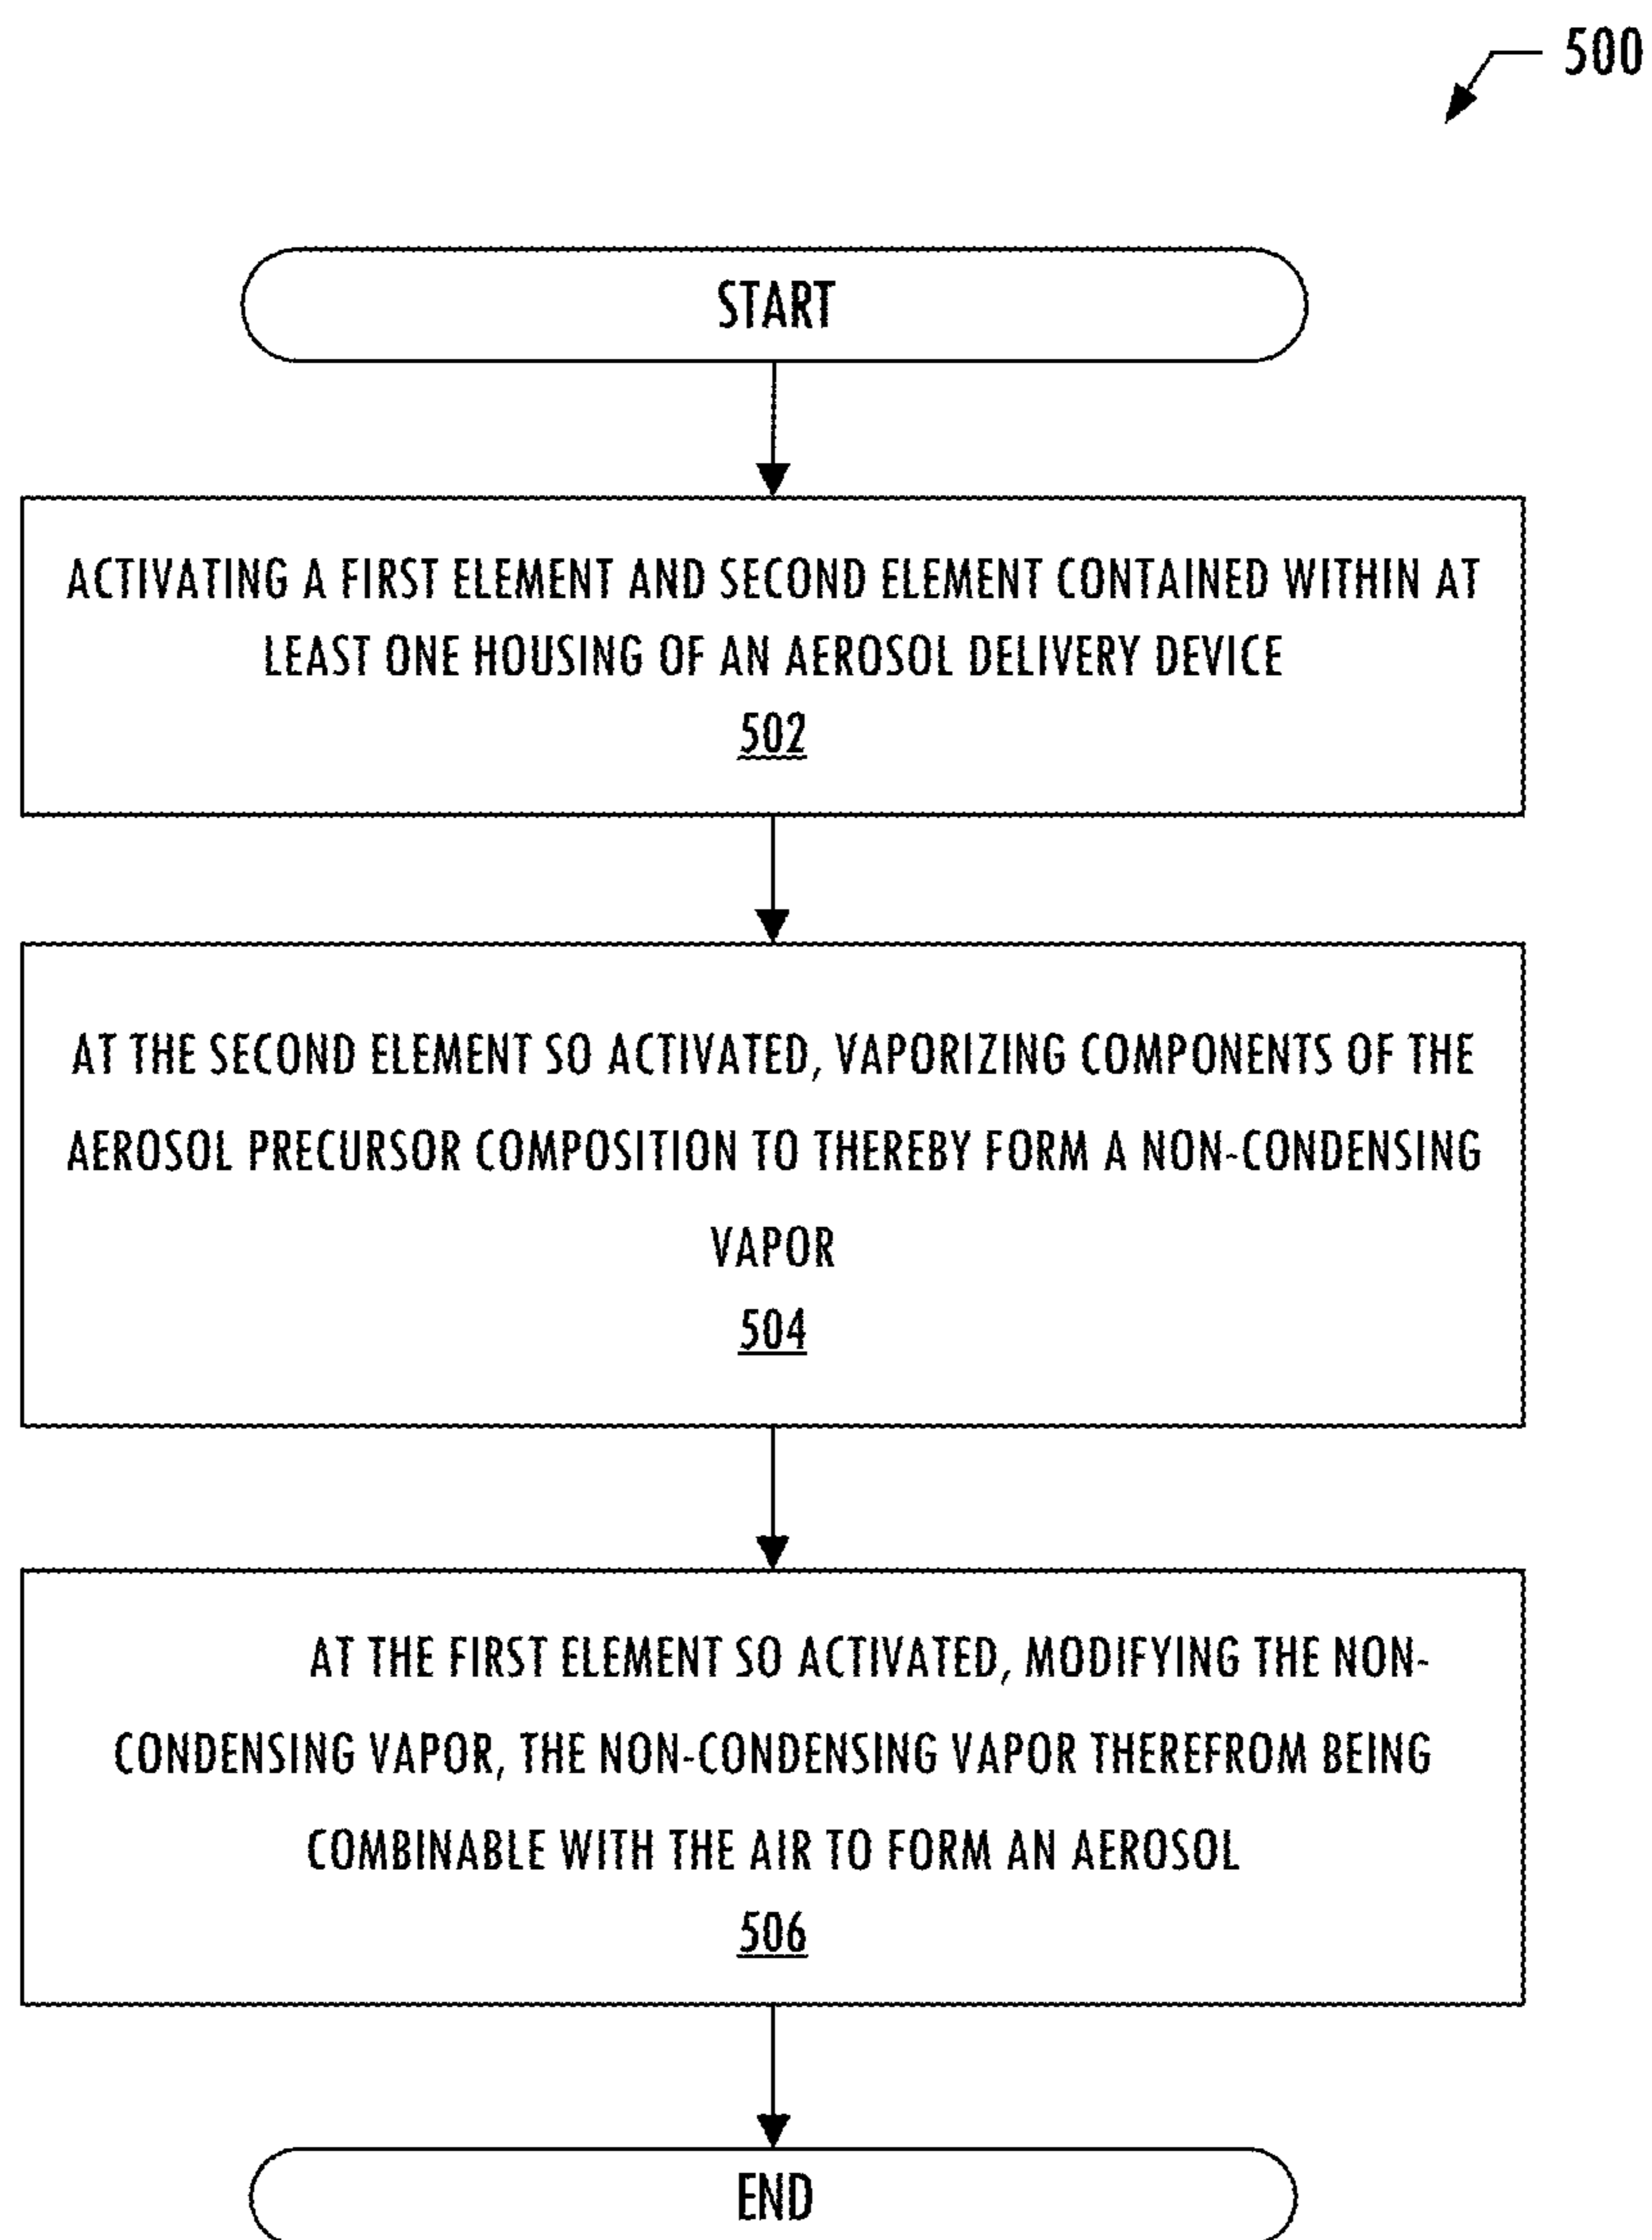 500
START
ACTIVATING A FIRST ELEMENT AND SECOND ELEMENT CONTAINED WITHIN AT
LEAST ONE HOUSING OF AN AEROSOL DELIVERY DEVICE
502
AT THE SECOND ELEMENT SO ACTIVATED, VAPORIZING COMPONENTS OF THE
AEROSOL PRECURSOR COMPOSITION TO THEREBY FORM A NON-CONDENSING
VAPOR
504
AT THE FIRST ELEMENT SO ACTIVATED, MODIFYING THE NON-
CONDENSING VAPOR, THE NON-CONDENSING VAPOR THEREFROM BEING
COMBINABLE WITH THE AIR TO FORM AN AEROSOL
506
END